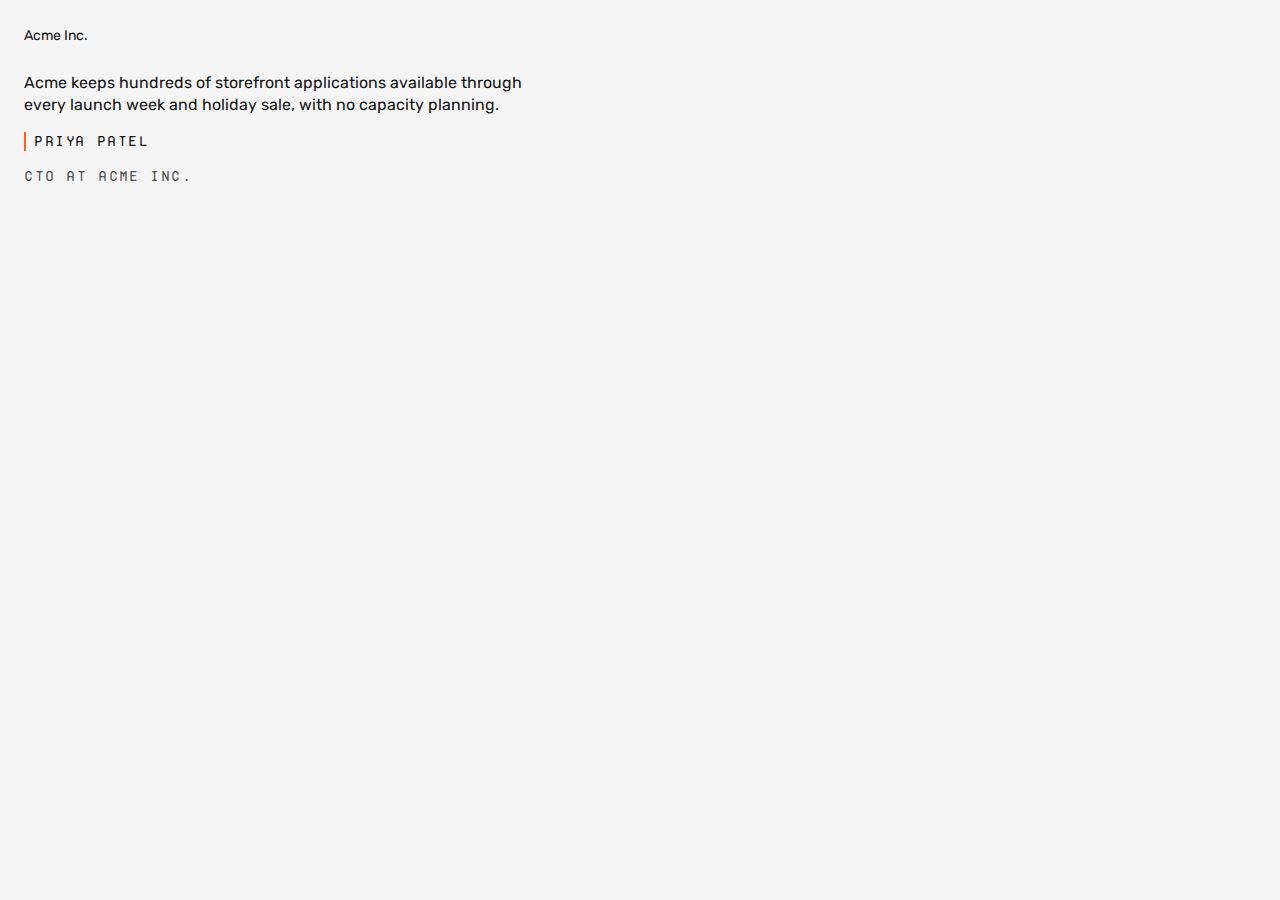 Acme Inc.
Acme keeps hundreds of storefront applications available through
every launch week and holiday sale, with no capacity planning.
PRIYA PATEL
CTO AT ACME INC.